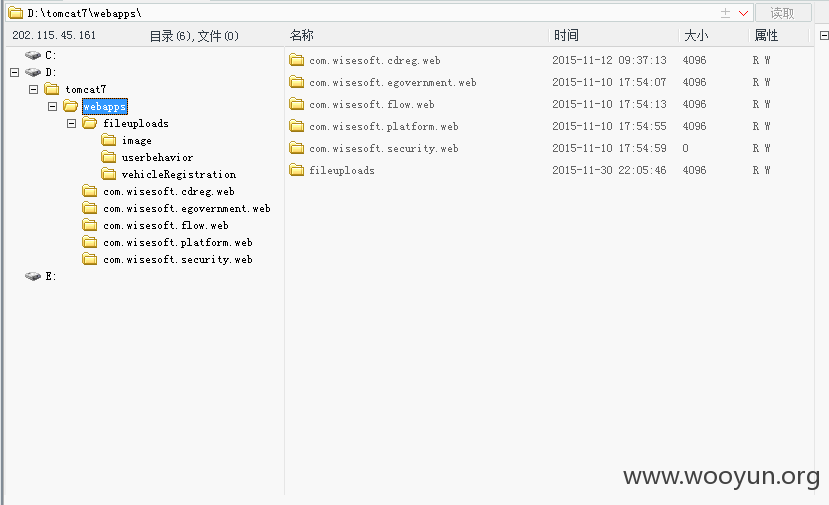 D:\tomcat7\webapps\ 读取
202.115.45.161 目录(6),文件(0) 名称 时间 大小 属性
C:
D:
tomcat7
webapps
fileuploads
image
userbehavior
vehicleRegistration
com.wisesoft.cdreg.web
com.wisesoft.egovernment.web
com.wisesoft.flow.web
com.wisesoft.platform.web
com.wisesoft.security.web
E:
com.wisesoft.cdreg.web 2015-11-12 09:37:13 4096 R W
com.wisesoft.egovernment.web 2015-11-10 17:54:07 4096 R W
com.wisesoft.flow.web 2015-11-10 17:54:13 4096 R W
com.wisesoft.platform.web 2015-11-10 17:54:55 4096 R W
com.wisesoft.security.web 2015-11-10 17:54:59 0 R W
fileuploads 2015-11-30 22:05:46 4096 R W
www.wooyun.org